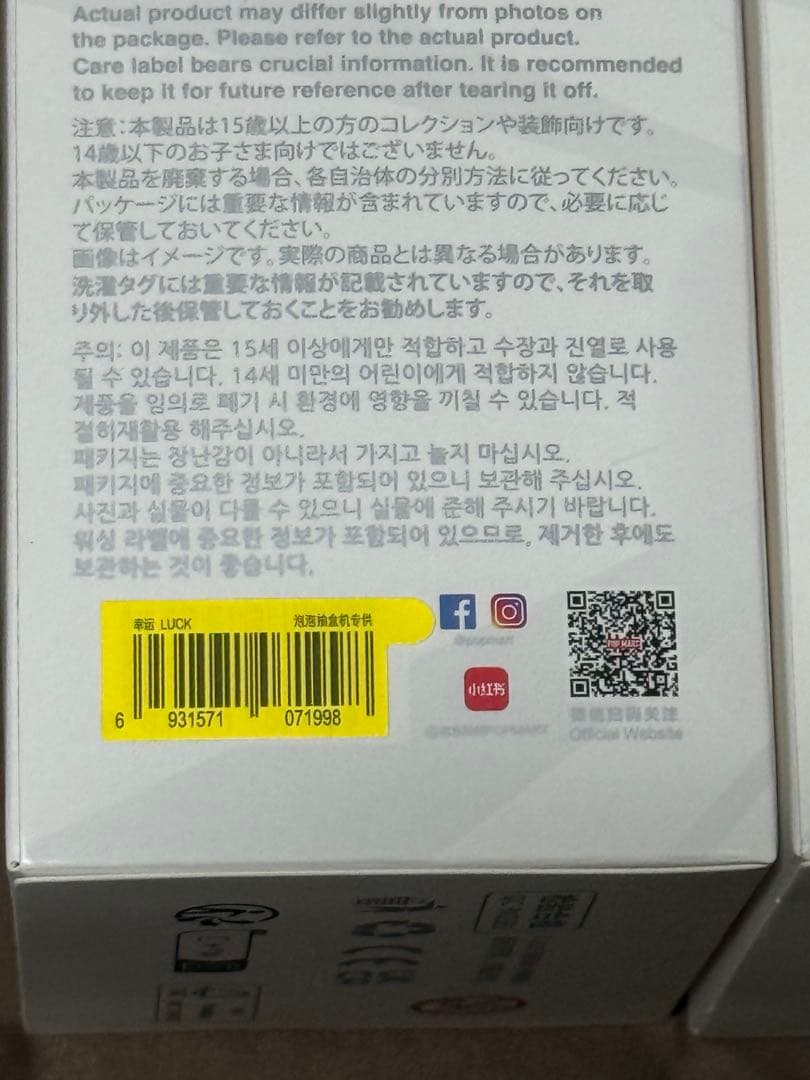 Actual product may differ slightly from photos on
the package. Please refer to the actual product.
Care label bears crucial information. It is recommended
to keep it for future reference after tearing it off.
注意：本製品は15歳以上の方のコレクションや装飾向けです。
14歳以下のお子さま向けではございません。
本製品を廃棄する場合、各自治体の分別方法に従ってください。
パッケージには重要な情報が含まれていますので、必要に応じ
て保管しておいてください。
画像はイメージです。実際の商品とは異なる場合があります。
洗濯タグには重要な情報が記載されていますので、それを取
り外した後保管しておくことをお勧めします。
주의: 이 제품은 15세 이상에게만 적합하고 수장과 진열로 사용
될 수 있습니다. 14세 미만의 어린이에게 적합하지 않습니다.
제품을 임의로 폐기 시 환경에 영향을 끼칠 수 있습니다. 적
절히재활용 해주십시오.
패키지는 장난감이 아니라서 가지고 놀지 마십시오.
패키지에 중요한 정보가 포함되어 있으니 보관해 주십시오.
사진과 실물이 다를 수 있으니 실물에 준해 주시기 바랍니다.
워싱 라벨에 중요한 정보가 포함되어 있으므로, 제거한 후에도
보관하는 것이 좋습니다.
幸运 LUCK 泡泡抽盒机专供
6 931571 071998
小红书
POP MART
微信扫码关注
Official Website